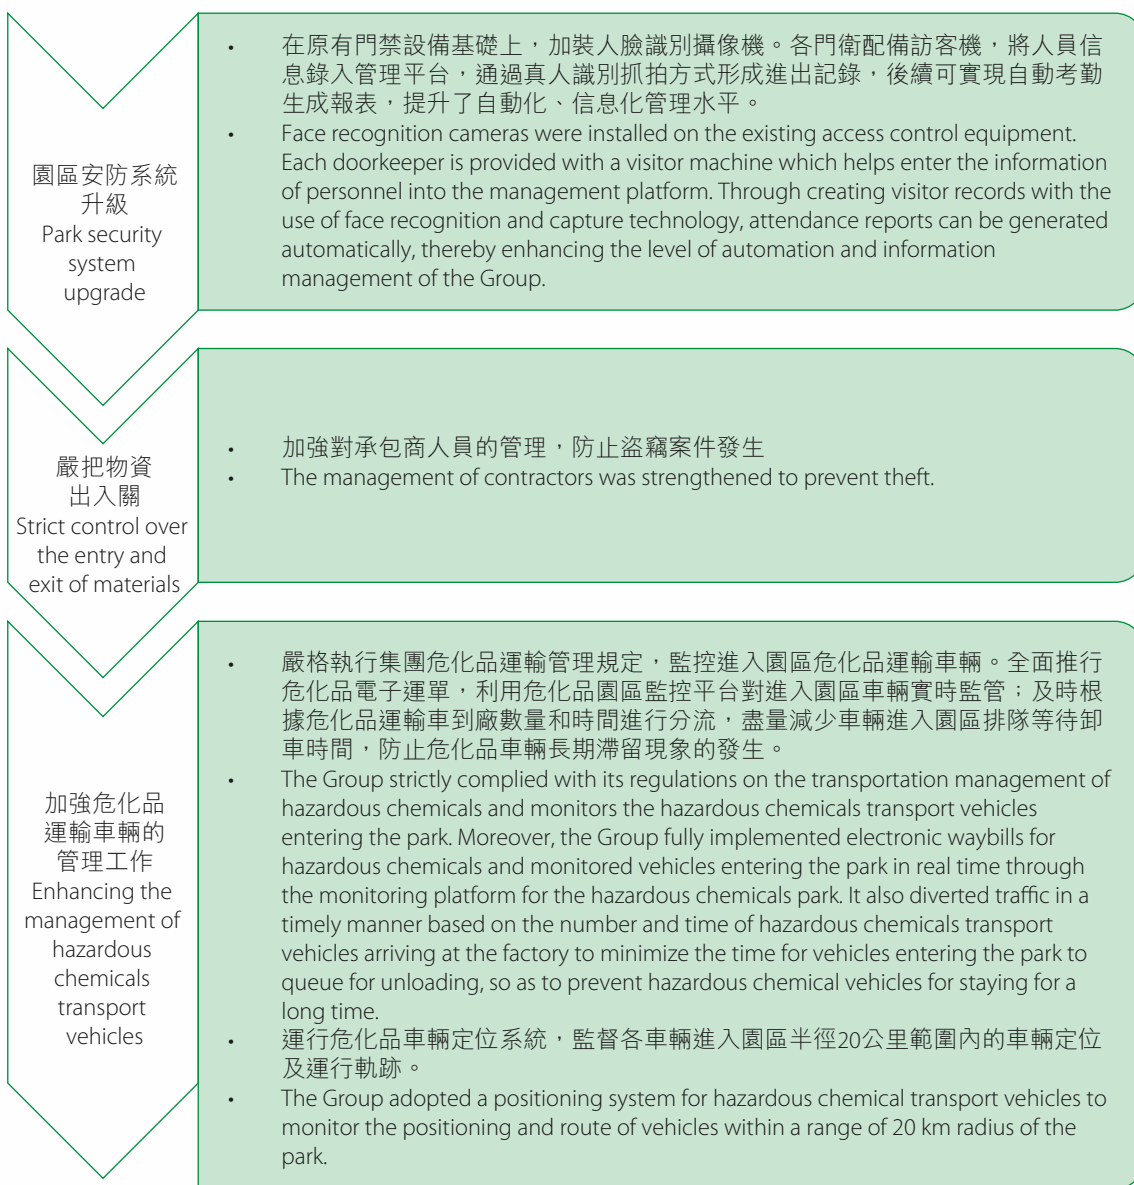 園區安防系統
升級
Park security
system
upgrade
• 在原有門禁設備基礎上，加裝人臉識別攝像機。各門衛配備訪客機，將人員信
息錄入管理平台，通過真人識別抓拍方式形成進出記錄，後續可實現自動考勤
生成報表，提升了自動化、信息化管理水平。
• Face recognition cameras were installed on the existing access control equipment.
Each doorkeeper is provided with a visitor machine which helps enter the information
of personnel into the management platform. Through creating visitor records with the
use of face recognition and capture technology, attendance reports can be generated
automatically, thereby enhancing the level of automation and information
management of the Group.
嚴把物資
出入關
Strict control over
the entry and
exit of materials
• 加強對承包商人員的管理，防止盜竊案件發生
• The management of contractors was strengthened to prevent theft.
加強危化品
運輸車輛的
管理工作
Enhancing the
management of
hazardous
chemicals
transport
vehicles
• 嚴格執行集團危化品運輸管理規定，監控進入園區危化品運輸車輛。全面推行
危化品電子運單，利用危化品園區監控平台對進入園區車輛實時監管；及時根
據危化品運輸車到廠數量和時間進行分流，盡量減少車輛進入園區排隊等待卸
車時間，防止危化品車輛長期滯留現象的發生。
• The Group strictly complied with its regulations on the transportation management of
hazardous chemicals and monitors the hazardous chemicals transport vehicles
entering the park. Moreover, the Group fully implemented electronic waybills for
hazardous chemicals and monitored vehicles entering the park in real time through
the monitoring platform for the hazardous chemicals park. It also diverted traffic in a
timely manner based on the number and time of hazardous chemicals transport
vehicles arriving at the factory to minimize the time for vehicles entering the park to
queue for unloading, so as to prevent hazardous chemical vehicles for staying for a
long time.
• 運行危化品車輛定位系統，監督各車輛進入園區半徑20公里範圍內的車輛定位
及運行軌跡。
• The Group adopted a positioning system for hazardous chemical transport vehicles to
monitor the positioning and route of vehicles within a range of 20 km radius of the
park.